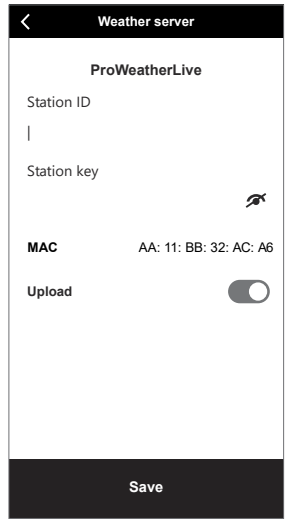 Weather server
ProWeatherLive
Station ID
Station key
MAC AA: 11: BB: 32: AC: A6
Upload
Save